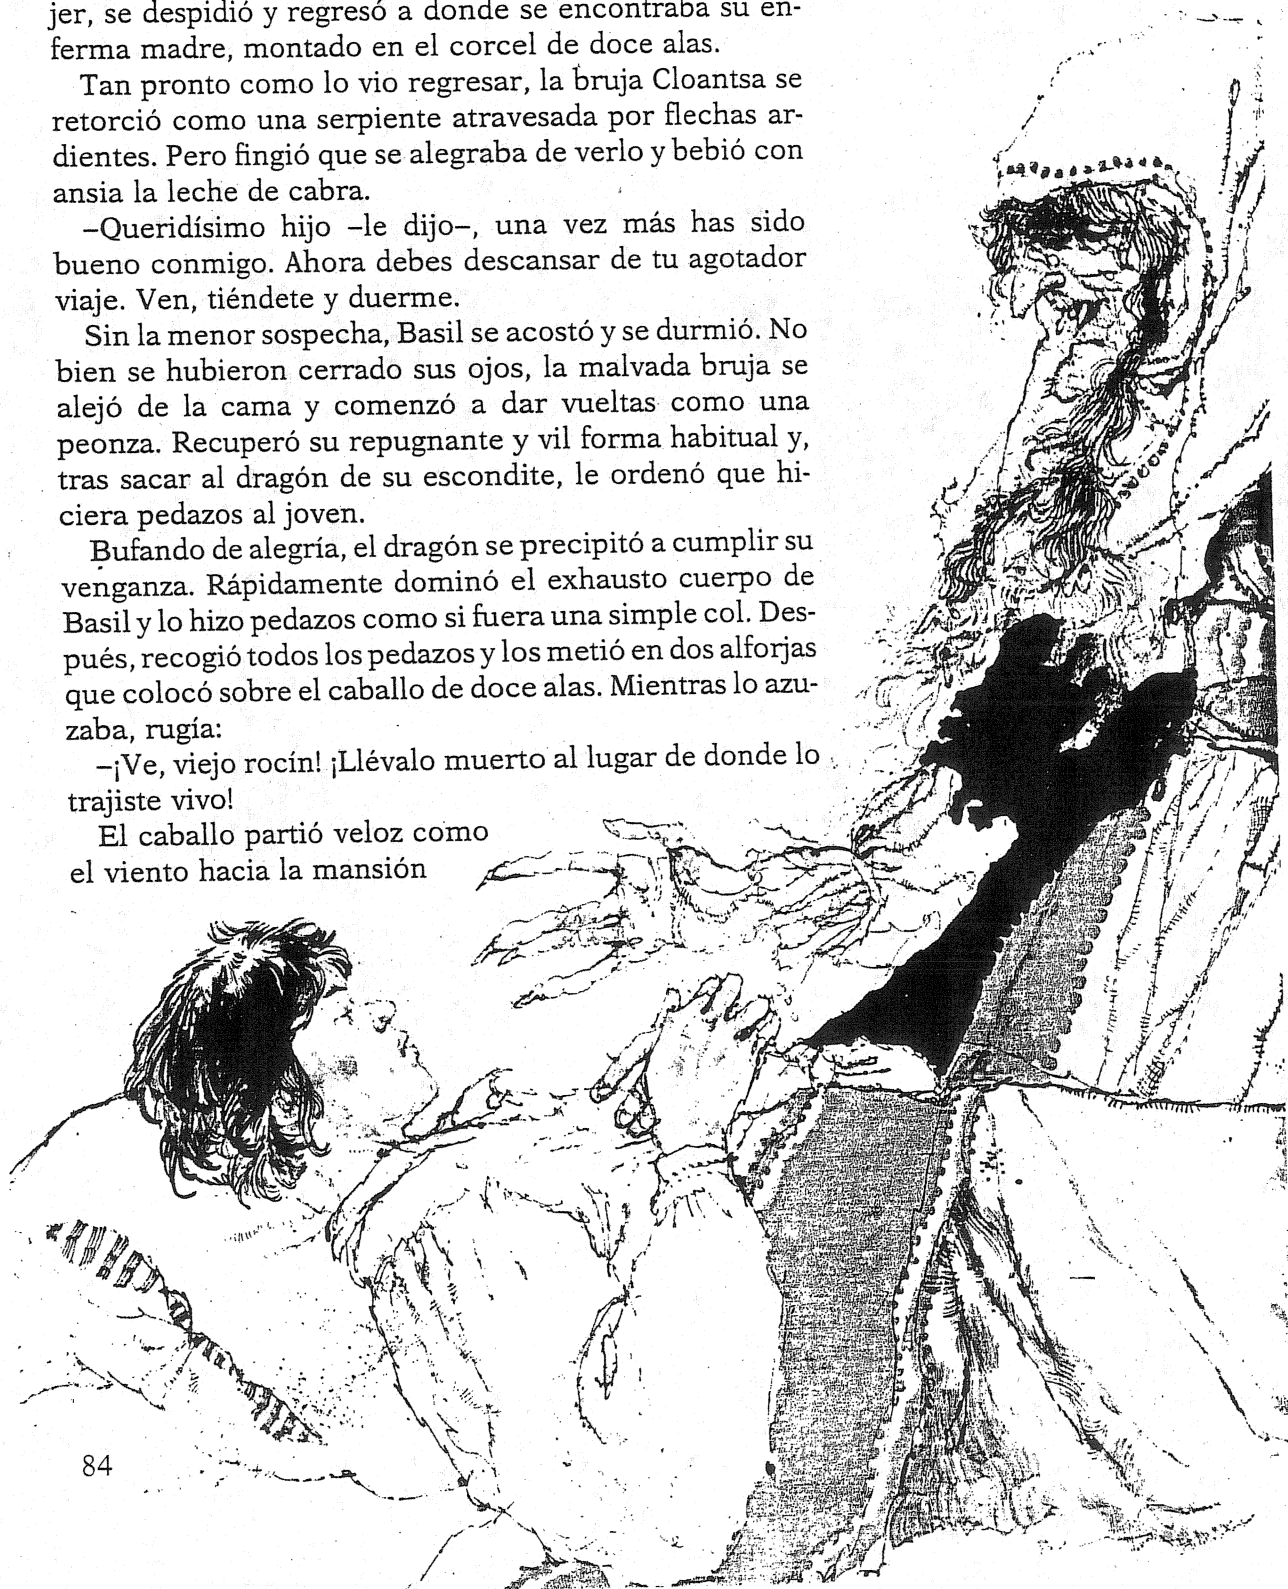 jer, se despidió y regresó a donde se encontraba su en-
ferma madre, montado en el corcel de doce alas.
Tan pronto como lo vio regresar, la bruja Cloantsa se
retorció como una serpiente atravesada por flechas ar-
dientes. Pero fingió que se alegraba de verlo y bebió con
ansia la leche de cabra.
–Queridísimo hijo –le dijo–, una vez más has sido
bueno conmigo. Ahora debes descansar de tu agotador
viaje. Ven, tiéndete y duerme.
Sin la menor sospecha, Basil se acostó y se durmió. No
bien se hubieron cerrado sus ojos, la malvada bruja se
alejó de la cama y comenzó a dar vueltas como una
peonza. Recuperó su repugnante y vil forma habitual y,
tras sacar al dragón de su escondite, le ordenó que hi-
ciera pedazos al joven.
Bufando de alegría, el dragón se precipitó a cumplir su
venganza. Rápidamente dominó el exhausto cuerpo de
Basil y lo hizo pedazos como si fuera una simple col. Des-
pués, recogió todos los pedazos y los metió en dos alforjas
que colocó sobre el caballo de doce alas. Mientras lo azu-
zaba, rugía:
–¡Ve, viejo rocín! ¡Llévalo muerto al lugar de donde lo
trajiste vivo!
El caballo partió veloz como
el viento hacia la mansión
84